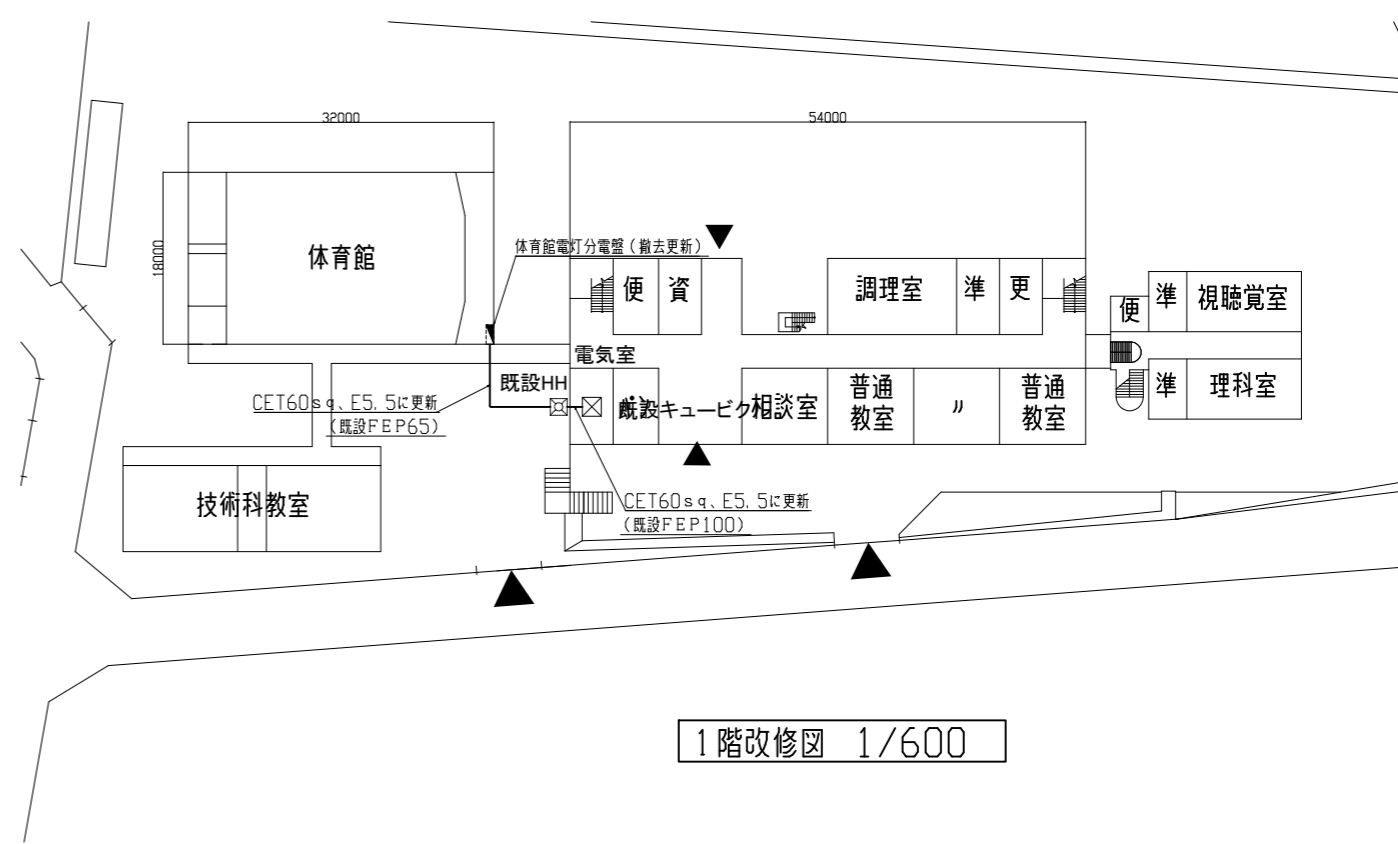 32000
54000
18000
体育館
体育館電灯分電盤(撤去更新)
便
資
調理室
準
更
便
準
視聴覚室
電気室
既設HH
CET60sq、E5.5に更新
(既設FEP65)
既設キュービクル
相談室
普通
教室
〃
普通
教室
準
理科室
技術科教室
CET60sq、E5.5に更新
(既設FEP100)
1階改修図 1/600